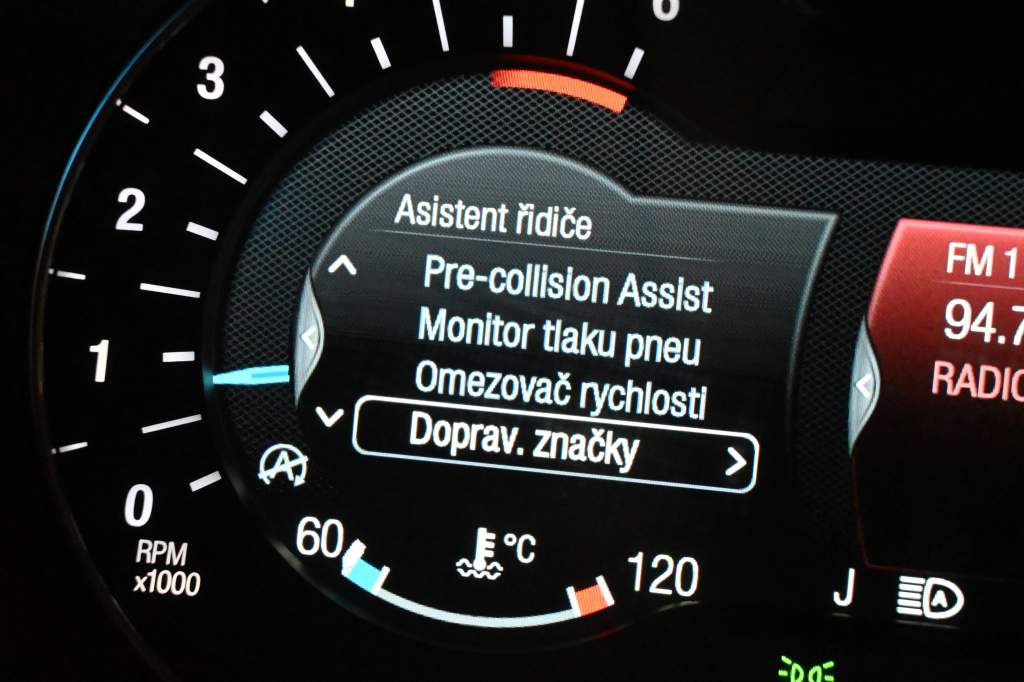 6
3
2
1
0
RPM
x1000
Asistent řidiče
Pre-collision Assist
Monitor tlaku pneu
Omezovač rychlosti
Doprav. značky
A
60
°C
120
FM 1
94.7
RADIO
J
A